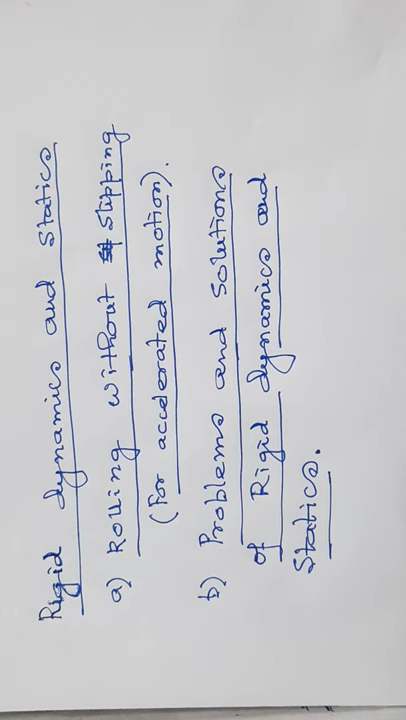 Rigid dynamics and Statics
a) Rolling without slipping
(For accelerated motion).
b) Problems and Solutions
of Rigid dynamics and
Statics.